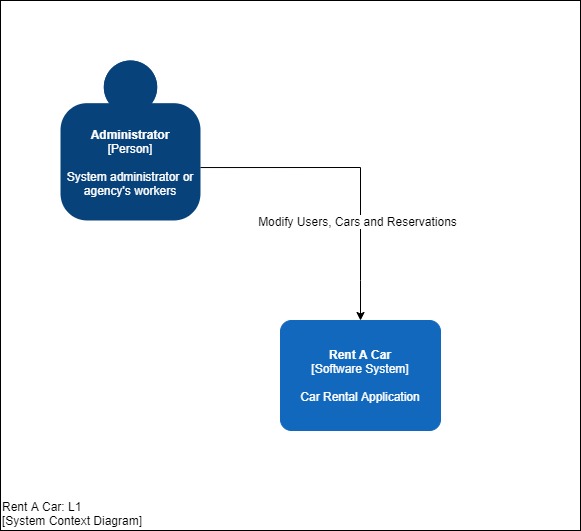 Administrator
[Person]
System administrator or
agency's workers
Modify Users, Cars and Reservations
Rent A Car
[Software System]
Car Rental Application
Rent A Car: L1
[System Context Diagram]